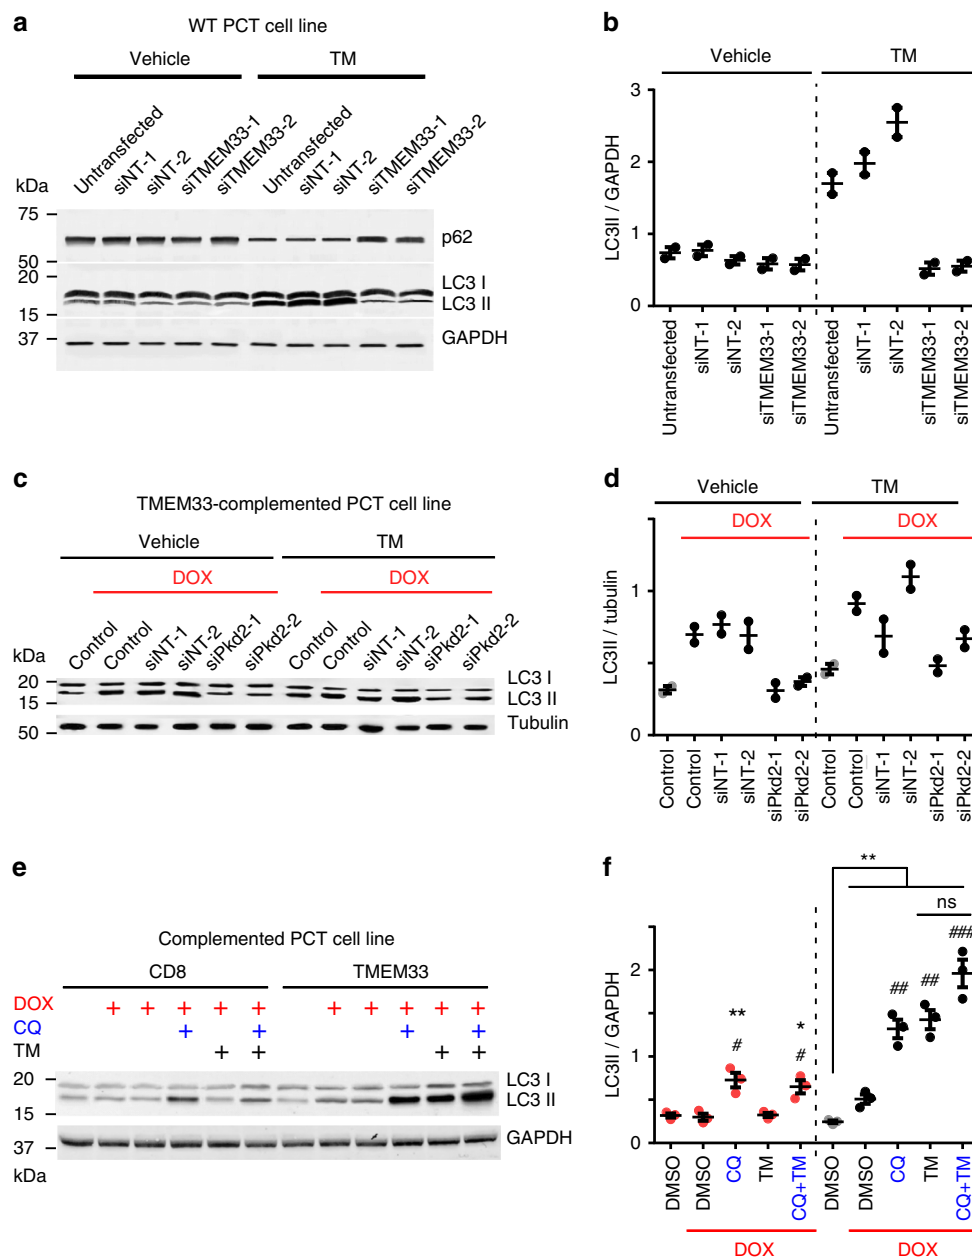 a
WT PCT cell line
Vehicle TM
Untransfected siNT-1 siNT-2 siTMEM33-1 siTMEM33-2 Untransfected siNT-1 siNT-2 siTMEM33-1 siTMEM33-2
kDa
75
p62
50
20
LC3 I
LC3 II
15
37
GAPDH
b
Vehicle TM
LC3II / GAPDH
3
2
1
0
Untransfected siNT-1 siNT-2 siTMEM33-1 siTMEM33-2 Untransfected siNT-1 siNT-2 siTMEM33-1 siTMEM33-2
c
TMEM33-complemented PCT cell line
Vehicle TM
DOX DOX
Control Control siNT-1 siNT-2 siPkd2-1 siPkd2-2 Control Control siNT-1 siNT-2 siPkd2-1 siPkd2-2
kDa
20
LC3 I
LC3 II
15
Tubulin
50
d
Vehicle TM
DOX DOX
LC3II / tubulin
1
0
Control Control siNT-1 siNT-2 siPkd2-1 siPkd2-2 Control Control siNT-1 siNT-2 siPkd2-1 siPkd2-2
e
Complemented PCT cell line
CD8 TMEM33
DOX + + + + + + + + + +
CQ + + + +
TM + + + +
20
LC3 I
LC3 II
15
GAPDH
37
kDa
f
**
ns
###
## ##
** *
# #
LC3II / GAPDH
2
1
0
DMSO DMSO CQ TM CQ+TM DMSO DMSO CQ TM CQ+TM
DOX DOX